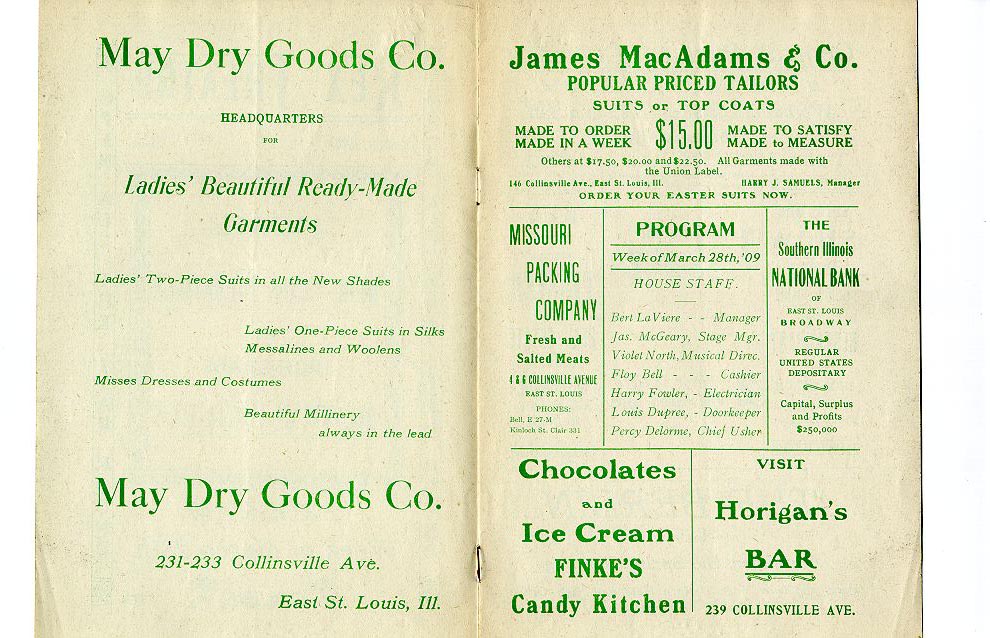 May Dry Goods Co.
HEADQUARTERS
FOR
Ladies' Beautiful Ready-Made
Garments
Ladies' Two-Piece Suits in all the New Shades
Ladies' One-Piece Suits in Silks
Messalines and Woolens
Misses Dresses and Costumes
Beautiful Millinery
always in the lead
May Dry Goods Co.
231-233 Collinsville Ave.
East St. Louis, Ill.
James MacAdams & Co.
POPULAR PRICED TAILORS
SUITS or TOP COATS
MADE TO ORDER
MADE IN A WEEK
$15.00
MADE TO SATISFY
MADE to MEASURE
Others at $17.50, $20.00 and $22.50. All Garments made with
the Union Label.
146 Collinsville Ave., East St. Louis, Ill. HARRY J. SAMUELS, Manager
ORDER YOUR EASTER SUITS NOW.
MISSOURI
PACKING
COMPANY
Fresh and
Salted Meats
4 & 6 COLLINSVILLE AVENUE
EAST ST. LOUIS
PHONES:
Bell, E 27-M
Kinloch St. Clair 331
PROGRAM
Week of March 28th, '09
HOUSE STAFF.
Bert LaViere - - Manager
Jas. McGeary, Stage Mgr.
Violet North, Musical Direc.
Floy Bell - - - Cashier
Harry Fowler, - Electrician
Louis Dupree, - Doorkeeper
Percy Delorme, Chief Usher
THE
Southern Illinois
NATIONAL BANK
OF
EAST ST. LOUIS
BROADWAY
REGULAR
UNITED STATES
DEPOSITARY
Capital, Surplus
and Profits
$250,000
Chocolates
and
Ice Cream
FINKE'S
Candy Kitchen
VISIT
Horigan's
BAR
239 COLLINSVILLE AVE.